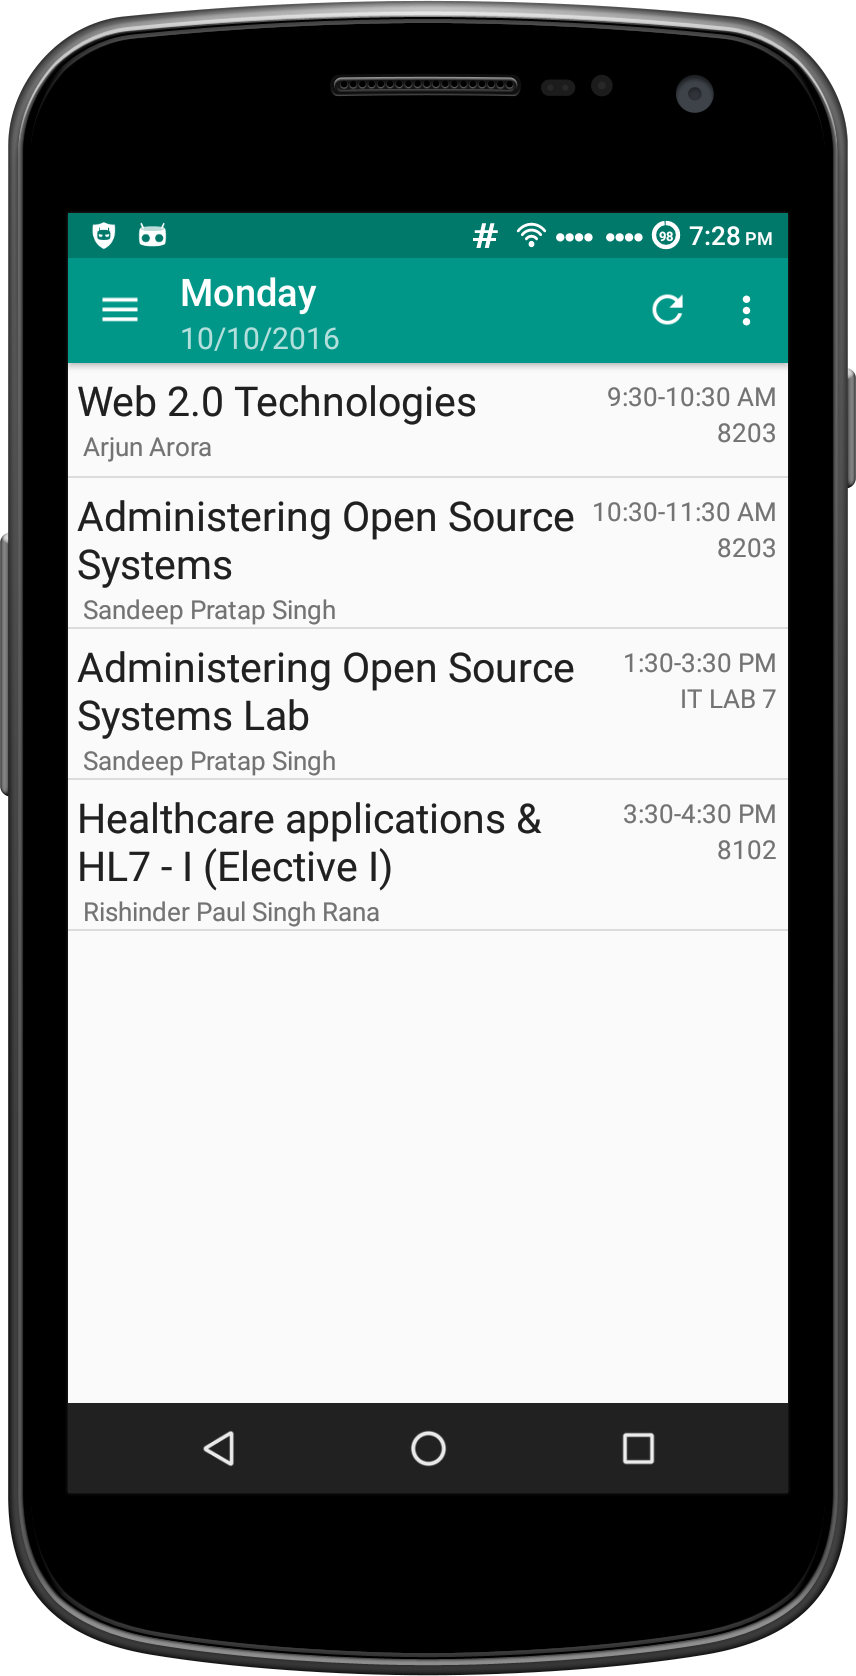 # 98 7:28 PM
Monday
10/10/2016
Web 2.0 Technologies 9:30-10:30 AM
Arjun Arora 8203
Administering Open Source 10:30-11:30 AM
Systems 8203
Sandeep Pratap Singh
Administering Open Source 1:30-3:30 PM
Systems Lab IT LAB 7
Sandeep Pratap Singh
Healthcare applications & 3:30-4:30 PM
HL7 - I (Elective I) 8102
Rishinder Paul Singh Rana